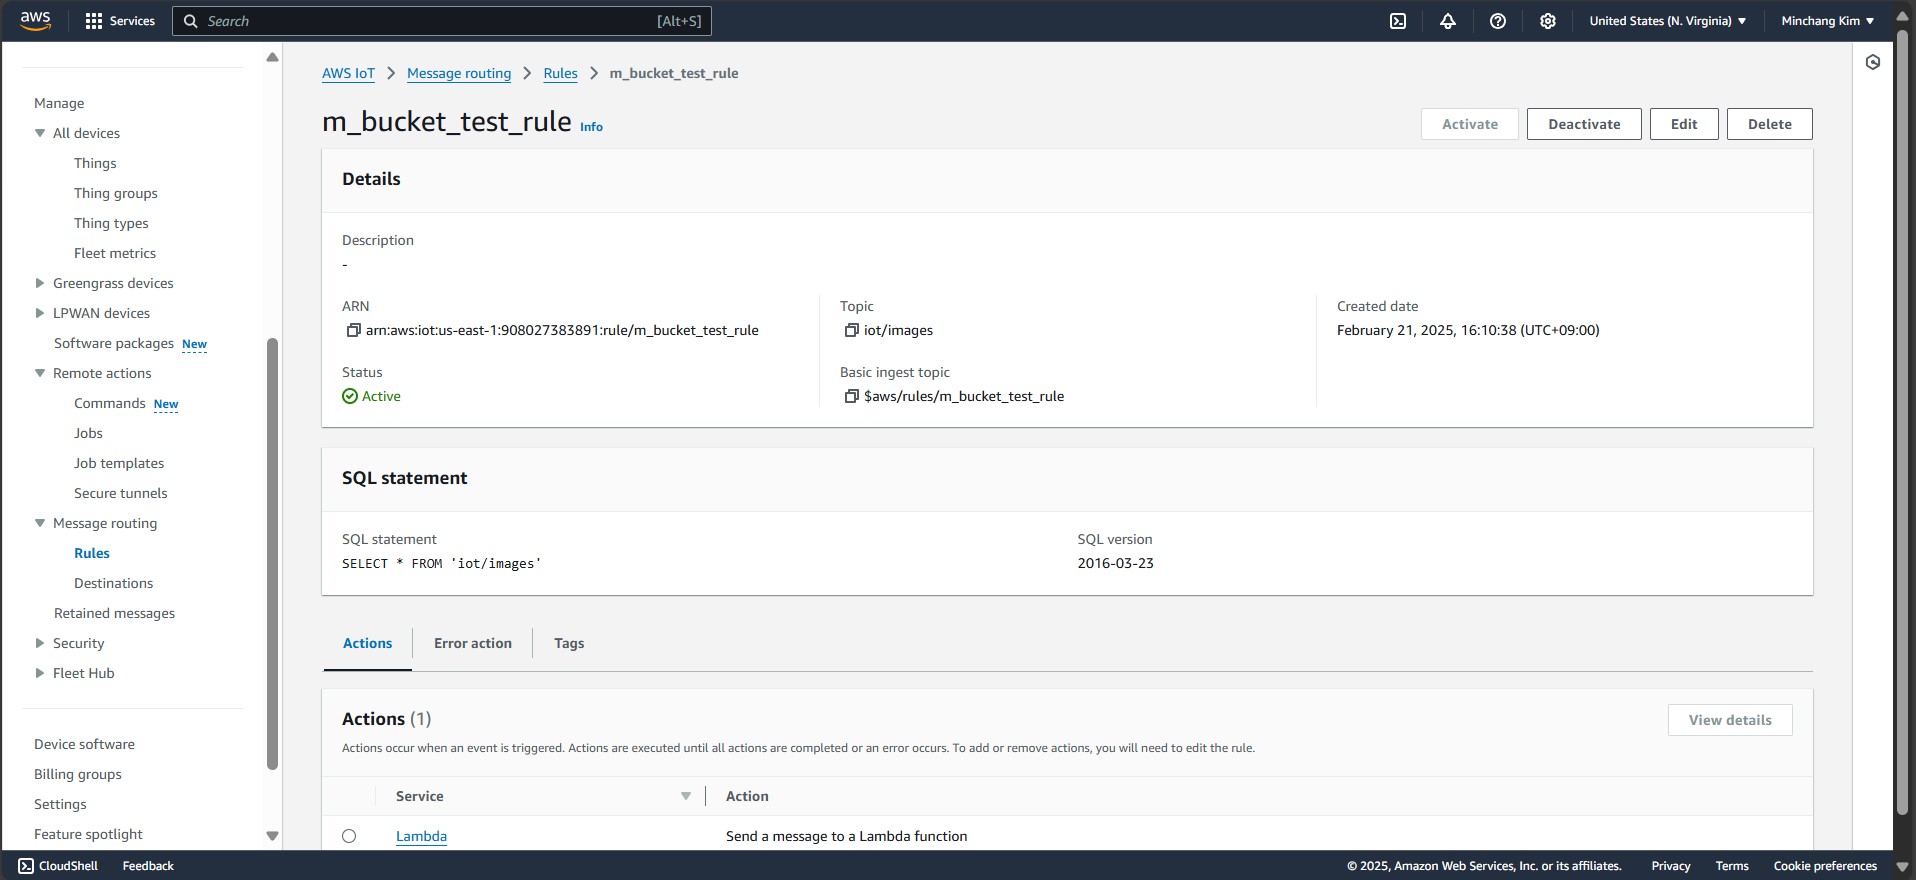 aws
Services
Search
[Alt+S]
United States (N. Virginia)
Minchang Kim
Manage
All devices
Things
Thing groups
Thing types
Fleet metrics
Greengrass devices
LPWAN devices
Software packages New
Remote actions
Commands New
Jobs
Job templates
Secure tunnels
Message routing
Rules
Destinations
Retained messages
Security
Fleet Hub
Device software
Billing groups
Settings
Feature spotlight
AWS IoT
Message routing
Rules
m_bucket_test_rule
m_bucket_test_rule Info
Activate
Deactivate
Edit
Delete
Details
Description
-
ARN
arn:aws:iot:us-east-1:908027383891:rule/m_bucket_test_rule
Status
Active
Topic
iot/images
Basic ingest topic
$aws/rules/m_bucket_test_rule
Created date
February 21, 2025, 16:10:38 (UTC+09:00)
SQL statement
SQL statement
SELECT * FROM 'iot/images'
SQL version
2016-03-23
Actions
Error action
Tags
Actions (1)
View details
Actions occur when an event is triggered. Actions are executed until all actions are completed or an error occurs. To add or remove actions, you will need to edit the rule.
Service
Action
Lambda
Send a message to a Lambda function
CloudShell
Feedback
© 2025, Amazon Web Services, Inc. or its affiliates.
Privacy
Terms
Cookie preferences